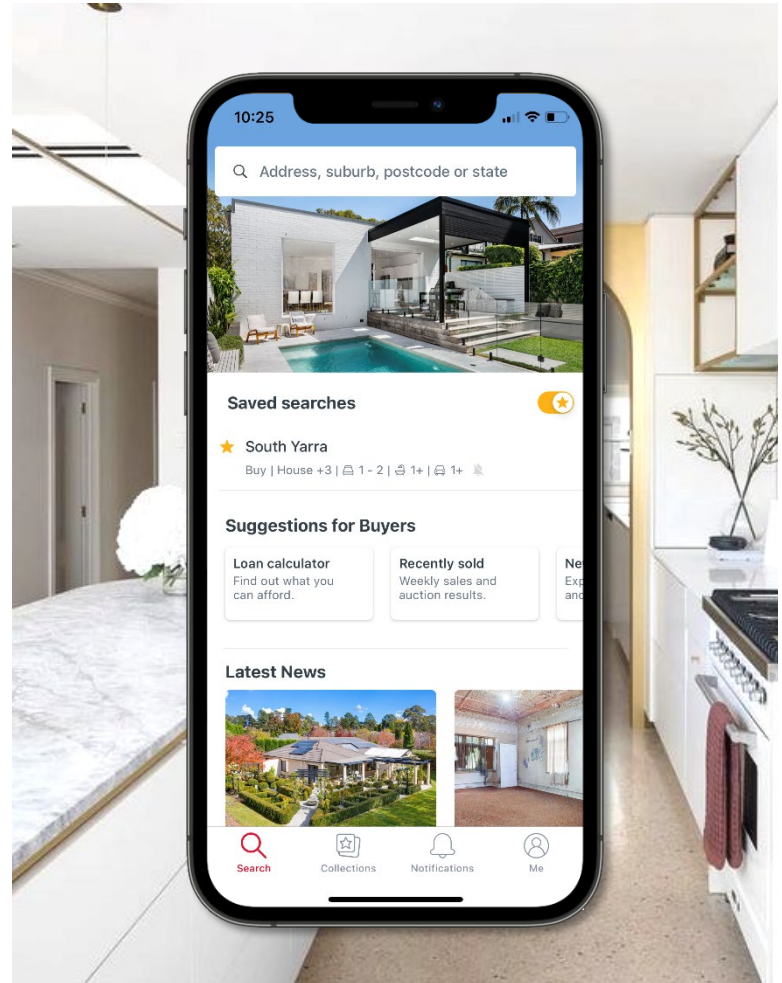 10:25
Address, suburb, postcode or state
Saved searches
South Yarra
Buy | House +3 | 1 - 2 | 1+ | 1+
Suggestions for Buyers
Loan calculator
Find out what you
can afford.
Recently sold
Weekly sales and
auction results.
Latest News
Search
Collections
Notifications
Me